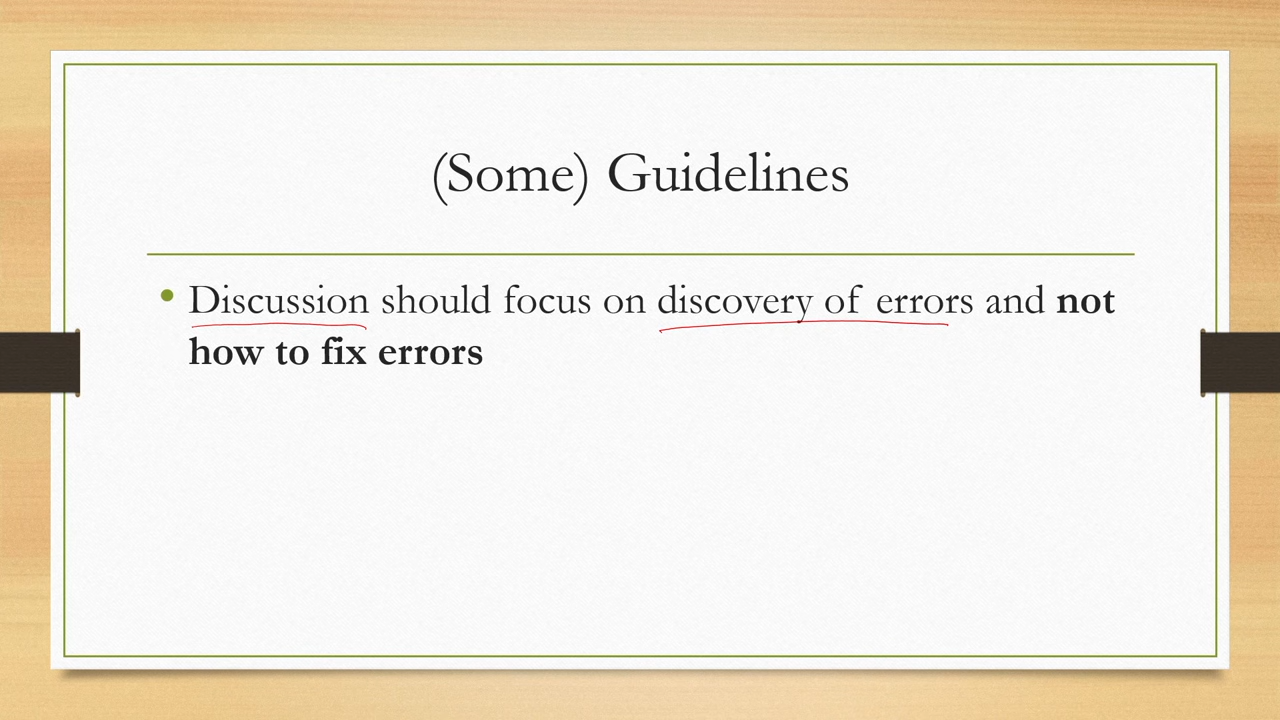 (Some) Guidelines
• Discussion should focus on discovery of errors and not
how to fix errors